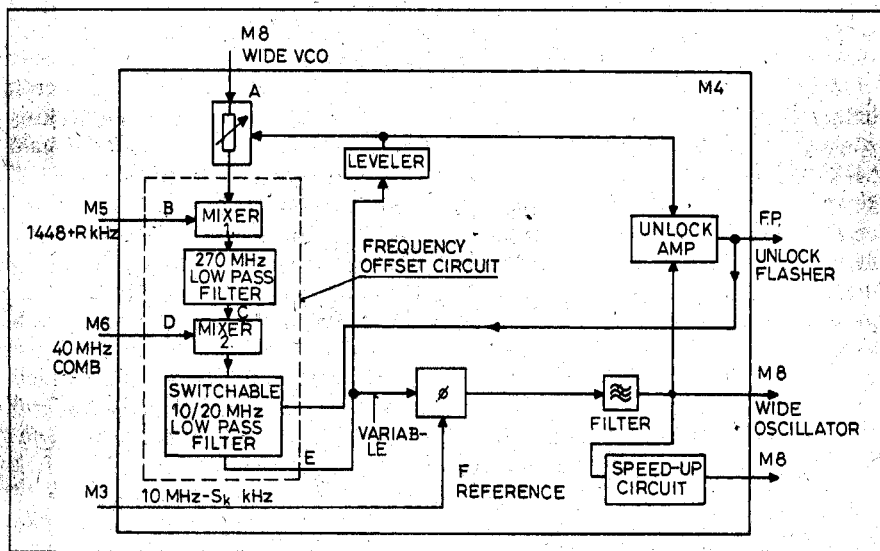 M8
WIDE VCO
A
M4
LEVELER
M5
B
MIXER
1
1448+R kHz
UNLOCK
AMP
F.P.
UNLOCK
FLASHER
270 MHz
LOW PASS
FILTER
FREQUENCY
OFFSET CIRCUIT
C
M6
D
MIXER
2
40 MHz
COMB
SWITCHABLE
10/20 MHz
LOW PASS
FILTER
E
VARIAB-
LE
ø
FILTER
M8
WIDE
OSCILLATOR
M3
10 MHz-Sk kHz
F
REFERENCE
SPEED-UP
CIRCUIT
M8